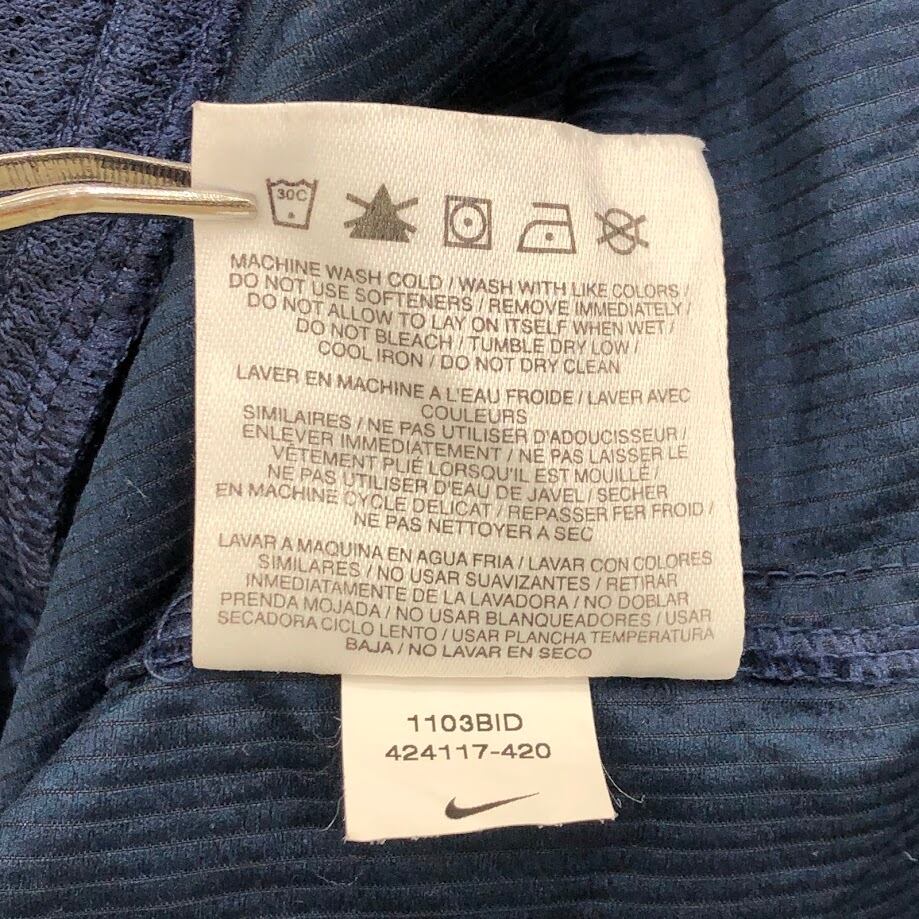 30C
MACHINE WASH COLD / WASH WITH LIKE COLORS /
DO NOT USE SOFTENERS / REMOVE IMMEDIATELY /
DO NOT ALLOW TO LAY ON ITSELF WHEN WET /
DO NOT BLEACH / TUMBLE DRY LOW /
COOL IRON / DO NOT DRY CLEAN
LAVER EN MACHINE A L'EAU FROIDE / LAVER AVEC
COULEURS
SIMILAIRES / NE PAS UTILISER D'ADOUCISSEUR /
ENLEVER IMMEDIATEMENT / NE PAS LAISSER LE
VÊTEMENT PLIÉ LORSQU'IL EST MOUILLÉ /
NE PAS UTILISER D'EAU DE JAVEL / SECHER
EN MACHINE CYCLE DELICAT / REPASSER FER FROID /
NE PAS NETTOYER A SEC
LAVAR A MAQUINA EN AGUA FRIA / LAVAR CON COLORES
SIMILARES / NO USAR SUAVIZANTES / RETIRAR
INMEDIATAMENTE DE LA LAVADORA / NO DOBLAR
PRENDA MOJADA / NO USAR BLANQUEADORES / USAR
SECADORA CICLO LENTO / USAR PLANCHA TEMPERATURA
BAJA / NO LAVAR EN SECO
1103BID
424117-420